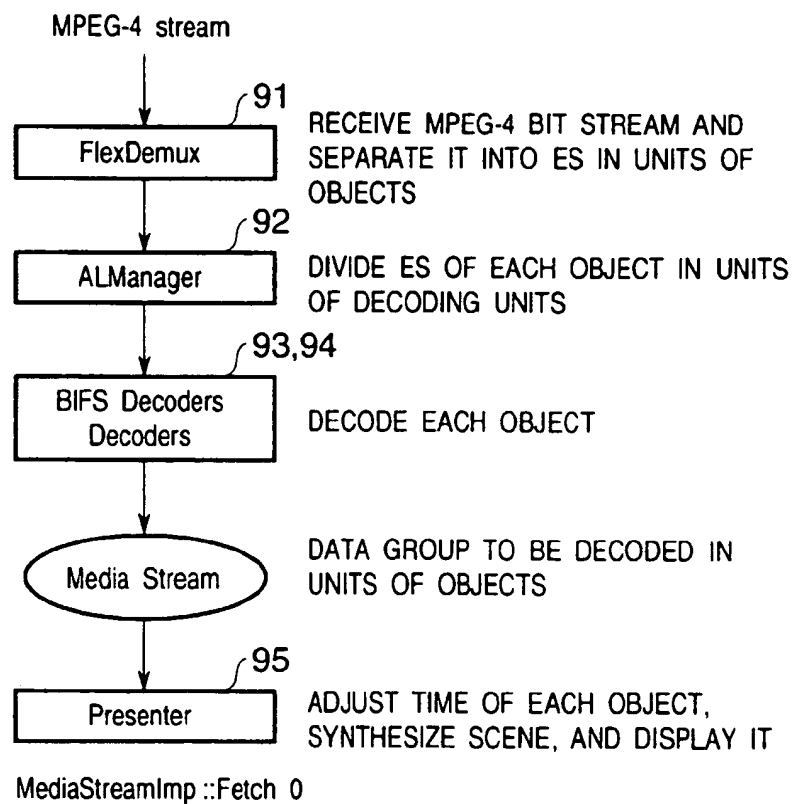 MPEG-4 stream
91
FlexDemux
RECEIVE MPEG-4 BIT STREAM AND
SEPARATE IT INTO ES IN UNITS OF
OBJECTS
92
ALManager
DIVIDE ES OF EACH OBJECT IN UNITS
OF DECODING UNITS
93,94
BIFS Decoders
Decoders
DECODE EACH OBJECT
Media Stream
DATA GROUP TO BE DECODED IN
UNITS OF OBJECTS
95
Presenter
ADJUST TIME OF EACH OBJECT,
SYNTHESIZE SCENE, AND DISPLAY IT
MediaStreamImp ::Fetch 0